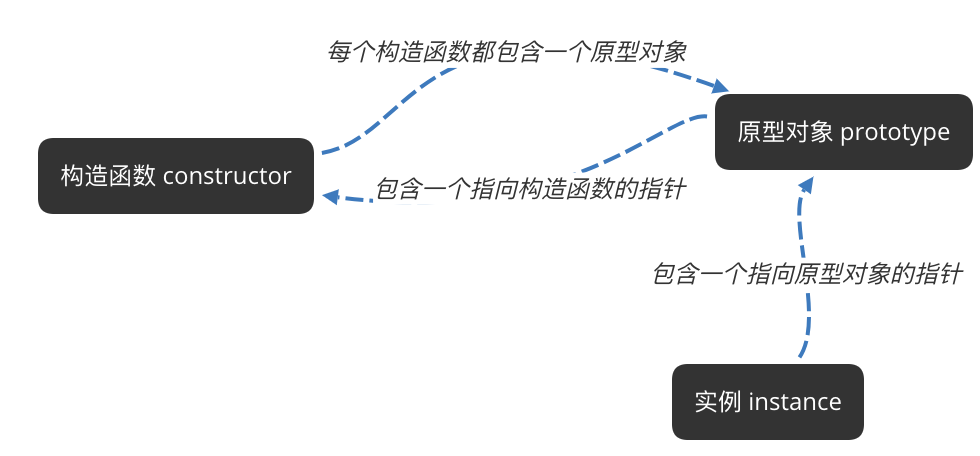 每个构造函数都包含一个原型对象
原型对象 prototype
构造函数 constructor
包含一个指向构造函数的指针
包含一个指向原型对象的指针
实例 instance